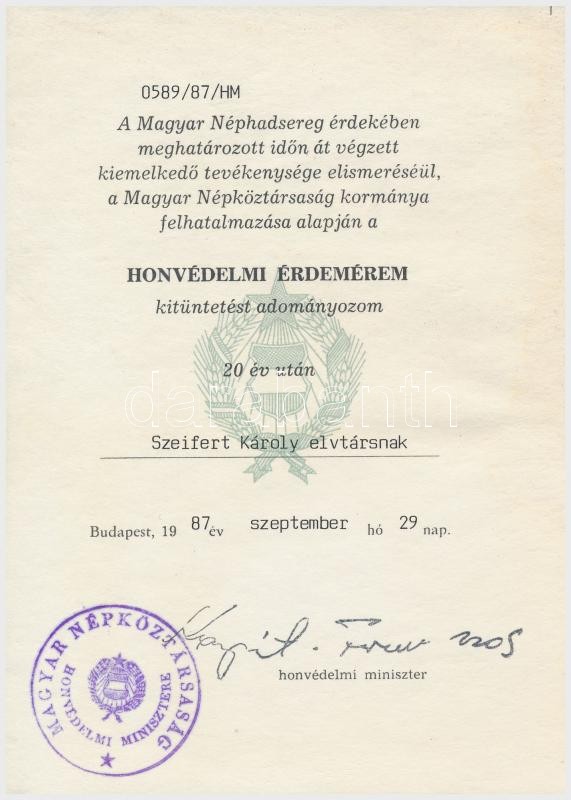 0589/87/HM
A Magyar Néphadsereg érdekében
meghatározott időn át végzett
kiemelkedő tevékenysége elismeréséül,
a Magyar Népköztársaság kormánya
felhatalmazása alapján a
HONVÉDELMI ÉRDEMÉREM
kitüntetést adományozom
20 év után
Szeifert Károly elvtársnak
Budapest, 19 87 év szeptember hó 29 nap.
honvédelmi miniszter
MAGYAR NÉPKÖZTÁRSASÁG
HONVÉDELMI MINISZTERE